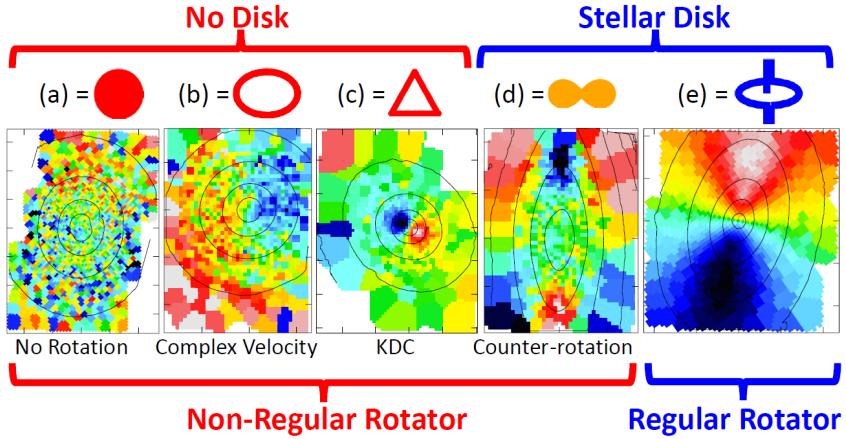 No Disk
Stellar Disk
(a) =
(b) =
(c) =
(d) =
(e) =
No Rotation
Complex Velocity
KDC
Counter-rotation
Non-Regular Rotator
Regular Rotator